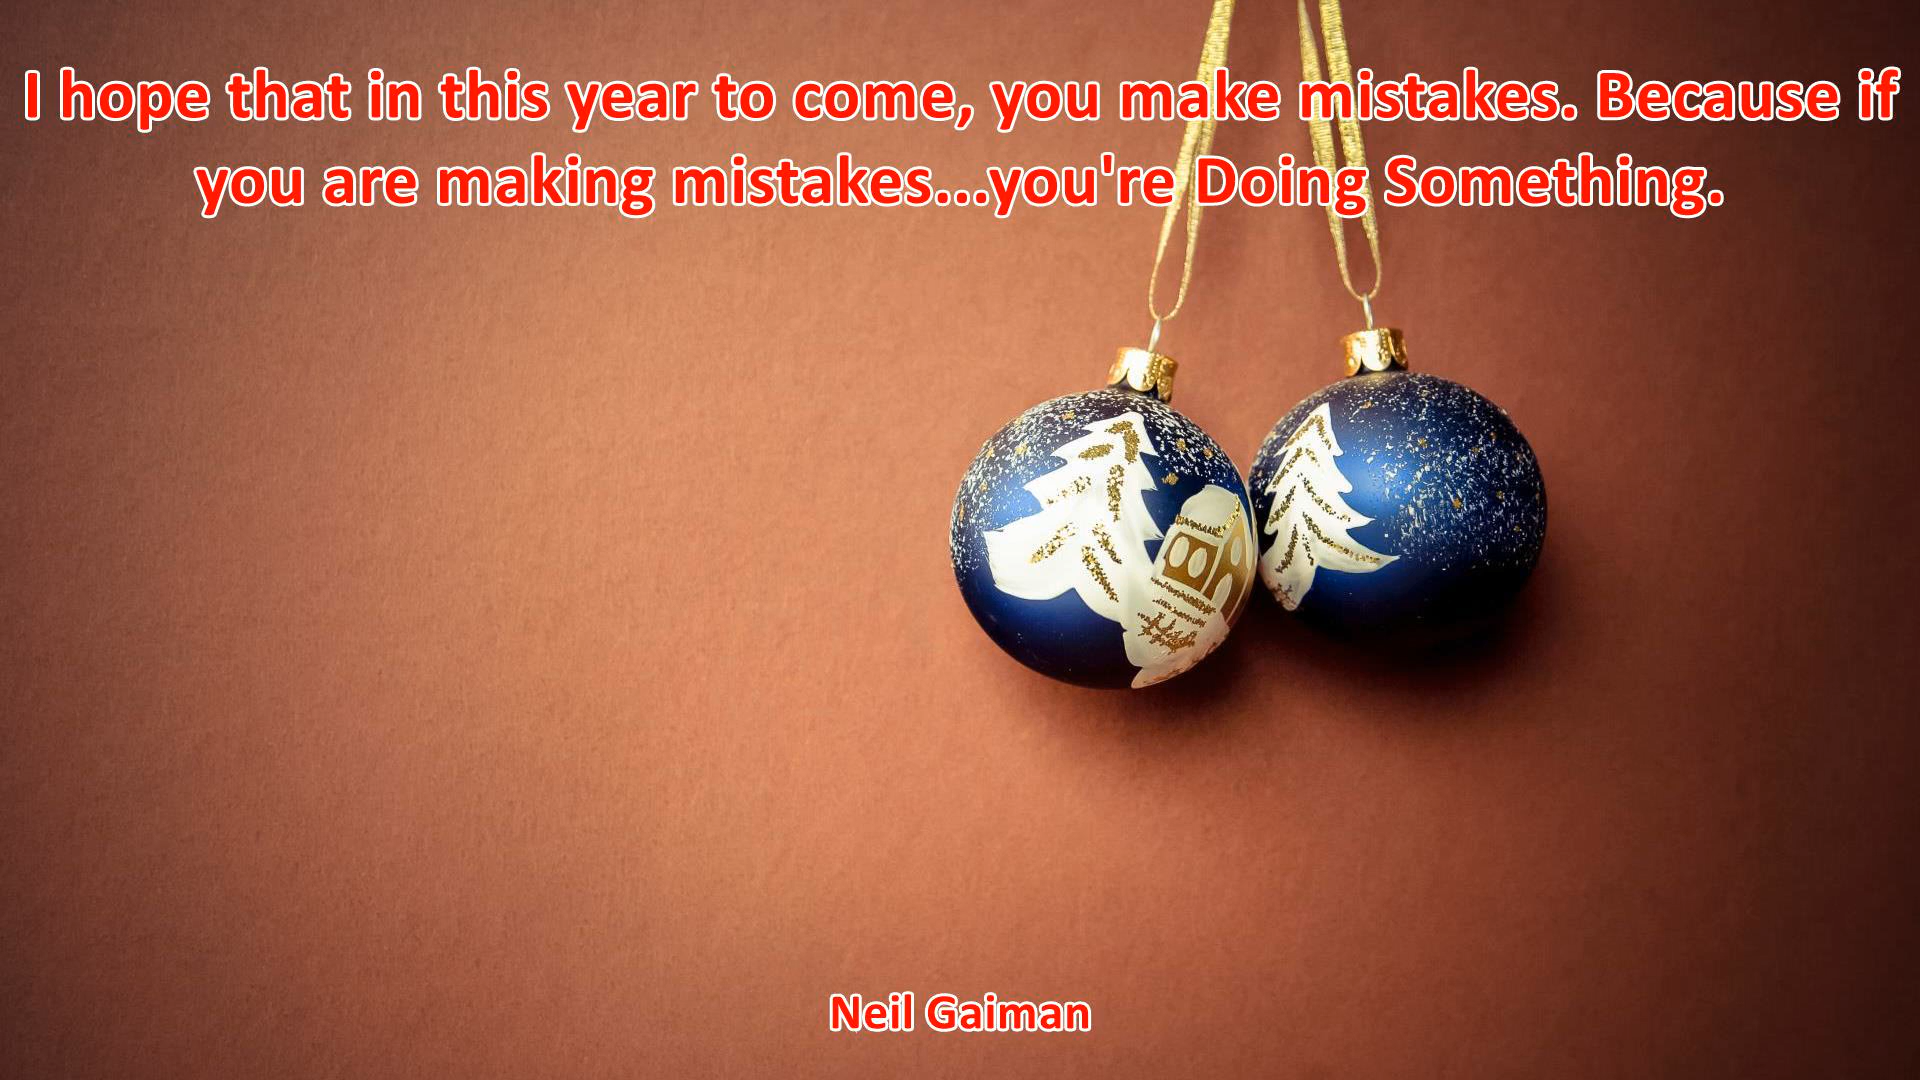 I hope that in this year to come, you make mistakes. Because if
you are making mistakes...you're Doing Something.
Neil Gaiman